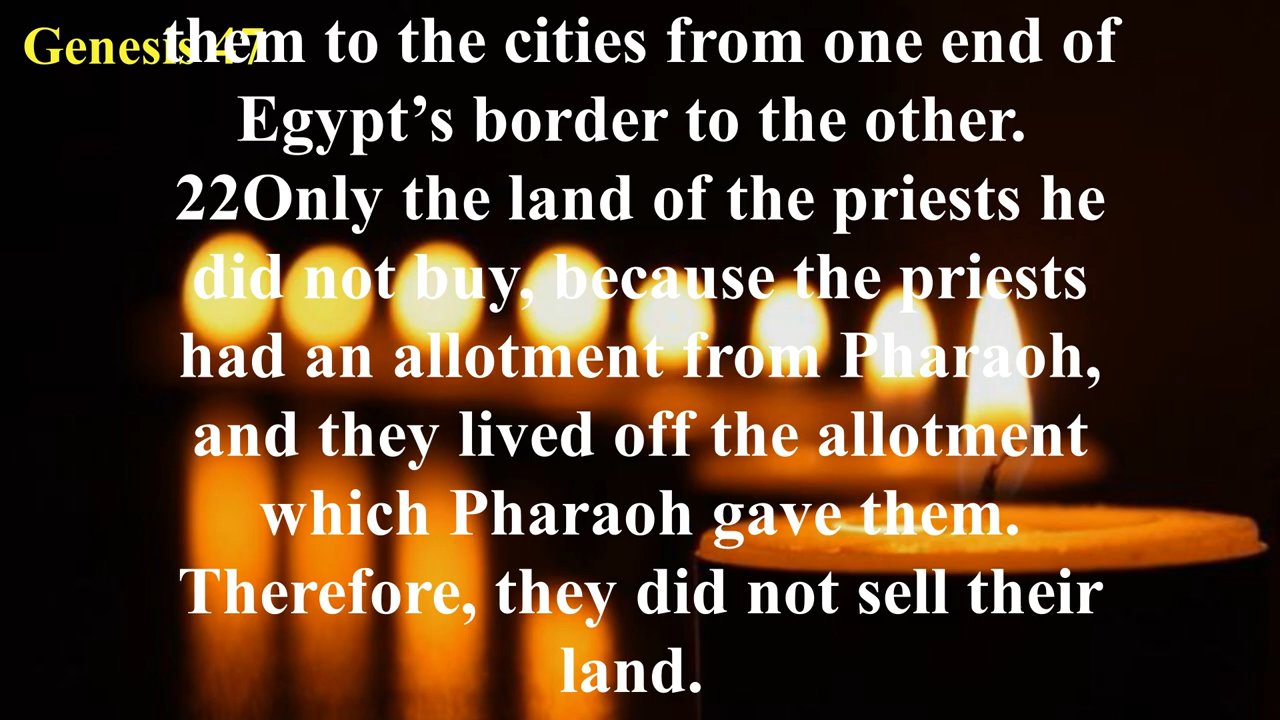 Genesis 47
them to the cities from one end of
Egypt’s border to the other.
22Only the land of the priests he
did not buy, because the priests
had an allotment from Pharaoh,
and they lived off the allotment
which Pharaoh gave them.
Therefore, they did not sell their
land.